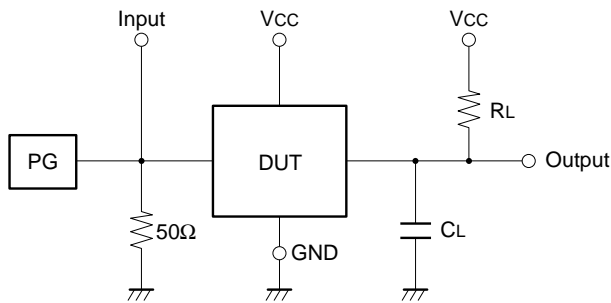 Input
VCC
VCC
RL
PG
DUT
Output
50Ω
CL
GND